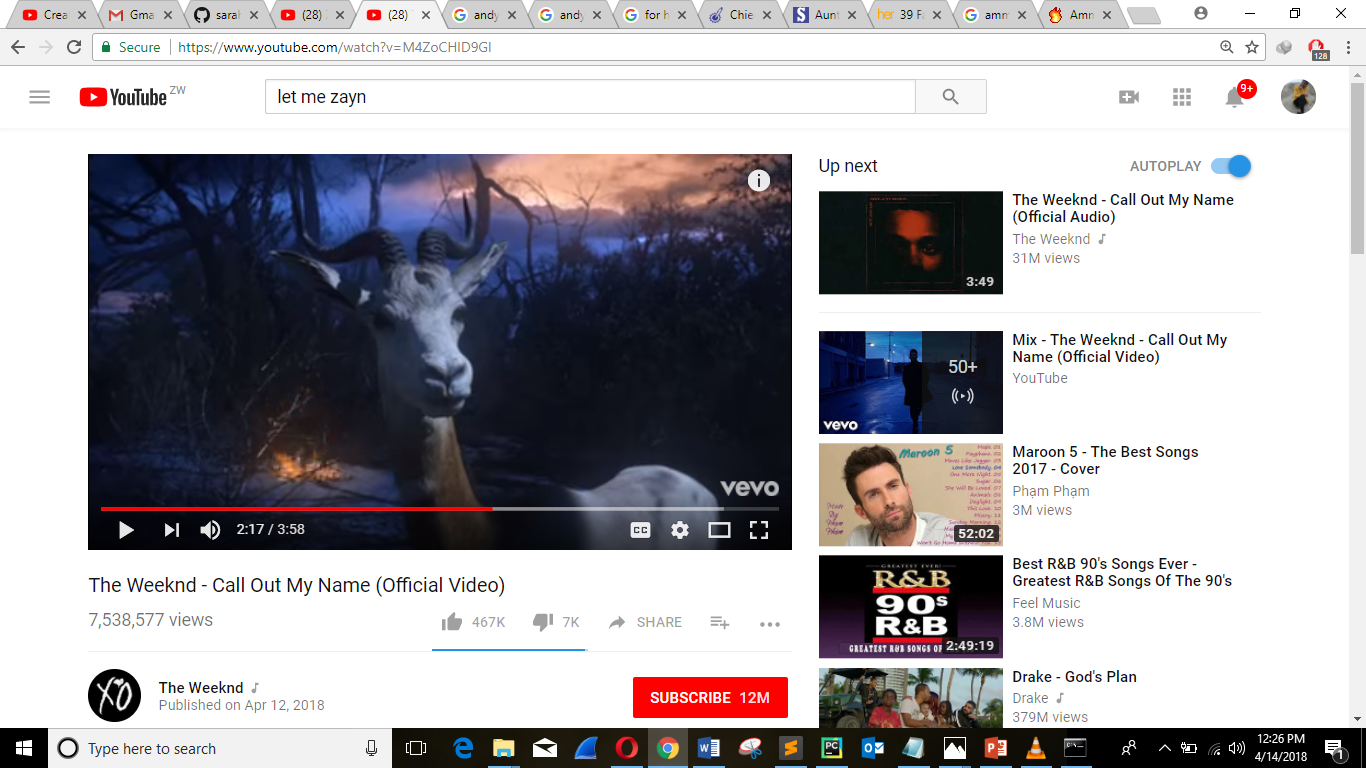 Crea
Gma
sarah
(28)
(28)
andy
andy
for h
Chie
Aunt
her 39 Fa
amm
Amn
Secure
https://www.youtube.com/watch?v=M4ZoCHID9GI
128
YouTube ZW
let me zayn
9+
i
vevo
2:17 / 3:58
CC
The Weeknd - Call Out My Name (Official Video)
7,538,577 views
467K
7K
SHARE
XO
The Weeknd
Published on Apr 12, 2018
SUBSCRIBE 12M
Up next
AUTOPLAY
3:49
The Weeknd - Call Out My Name
(Official Audio)
The Weeknd
31M views
50+
vevo
Mix - The Weeknd - Call Out My
Name (Official Video)
YouTube
Maroon 5
52:02
Maroon 5 - The Best Songs
2017 - Cover
Phạm Phạm
3M views
GREATEST EVER!
R&B
90s
R&B
GREATEST R&B SONGS OF
2:49:19
Best R&B 90's Songs Ever -
Greatest R&B Songs Of The 90's
Feel Music
3.8M views
Drake - God's Plan
Drake
379M views
Type here to search
12:26 PM
4/14/2018
1